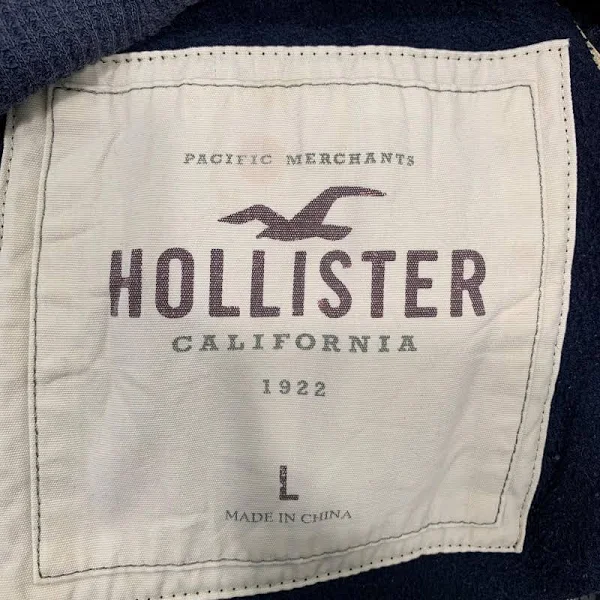 PACIFIC MERCHANTS
HOLLISTER
CALIFORNIA
1922
L
MADE IN CHINA